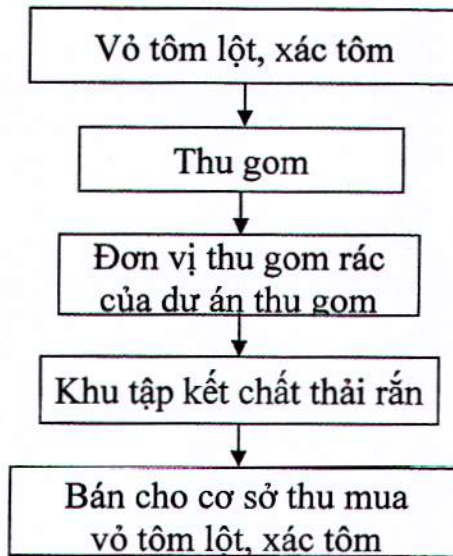 Vỏ tôm lột, xác tôm
Thu gom
Đơn vị thu gom rác
của dự án thu gom
Khu tập kết chất thải rắn
Bán cho cơ sở thu mua
vỏ tôm lột, xác tôm